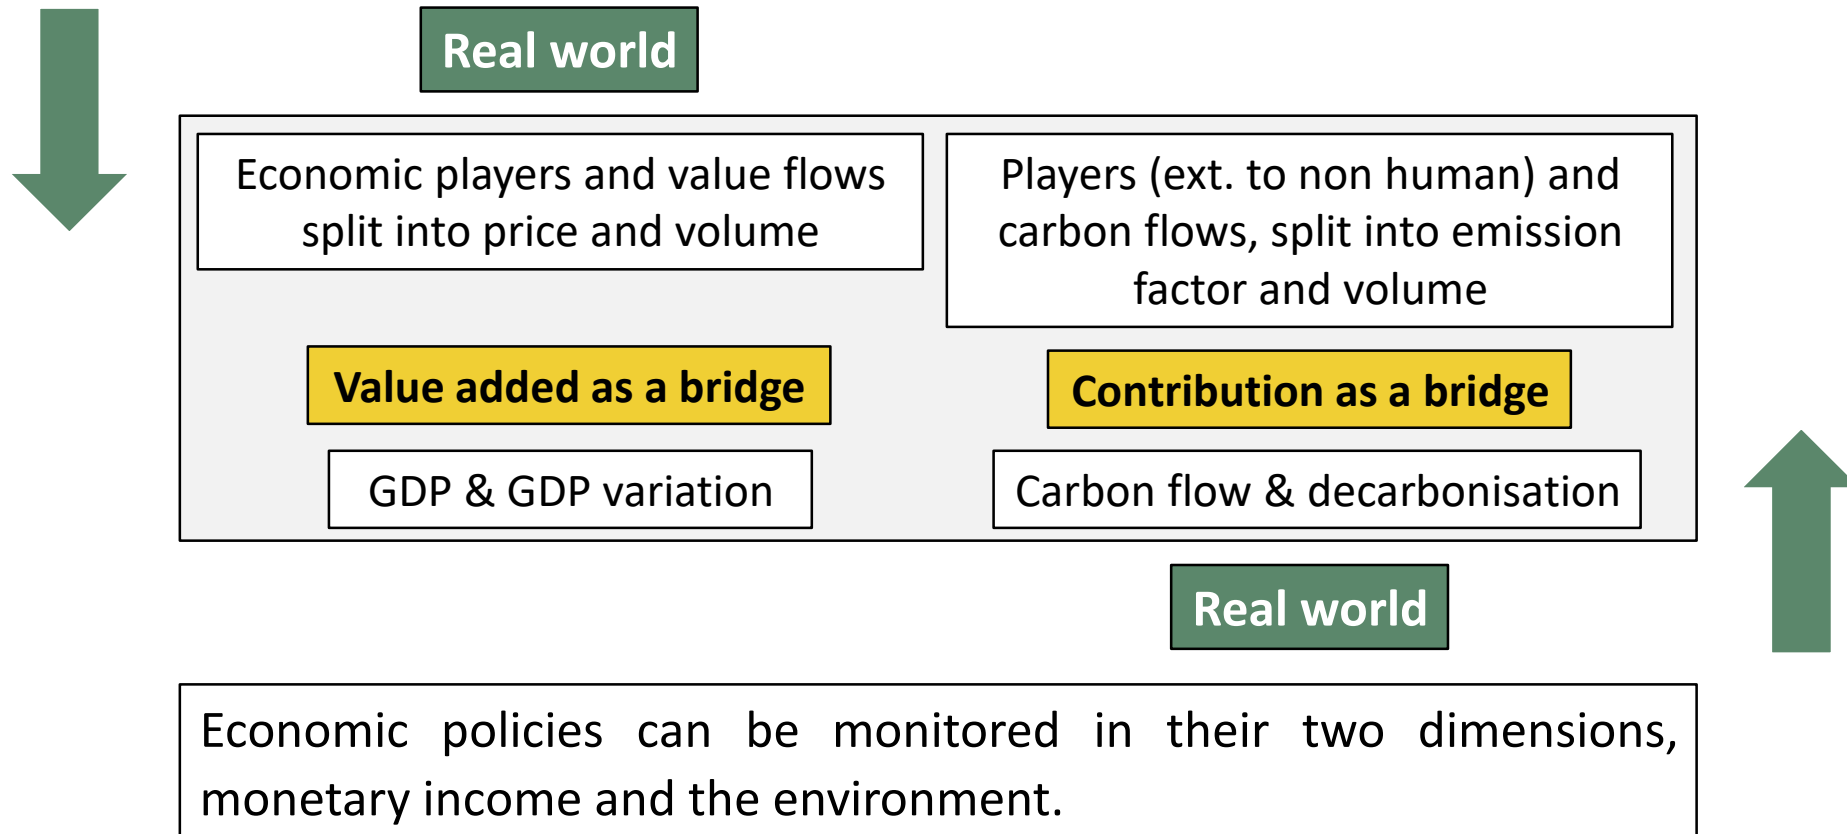 Real world
Economic players and value flows
split into price and volume
Players (ext. to non human) and
carbon flows, split into emission
factor and volume
Value added as a bridge
Contribution as a bridge
GDP & GDP variation
Carbon flow & decarbonisation
Real world
Economic policies can be monitored in their two dimensions,
monetary income and the environment.